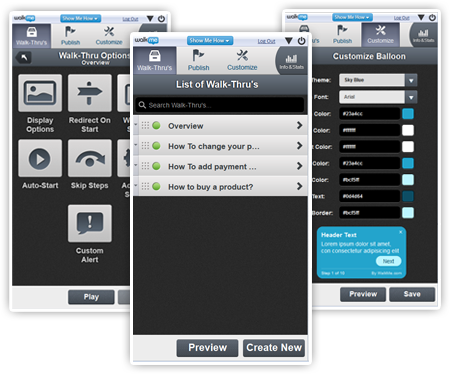 walkme
Show Me How
Log Out
Walk-Thru's
Publish
Customize
Walk-Thru Options
Overview
Display
Options
Redirect On
Start
Auto-Start
Skip Steps
Custom
Alert
Play
walkme
Show Me How
Log Out
Walk-Thru's
Publish
Customize
Info&Stats
List of Walk-Thru's
Search Walk-Thru's...
Overview
How To change your p...
How To add payment ...
How to buy a product?
Preview
Create New
Show Me How
Log Out
Publish
Customize
Info&Stats
Customize Balloon
Theme:
Sky Blue
Font:
Arial
Color:
#23a4cc
Color:
#ffffff
Color:
#ffffff
Color:
#23a4cc
Color:
#bcf5ff
Text:
#0d4d64
Border:
#bcf5ff
Header Text
Lorem ipsum dolor sit amet,
con consectetur adipiscing elit
Next
Step 1 of 10
By WalkMe.com
Preview
Save